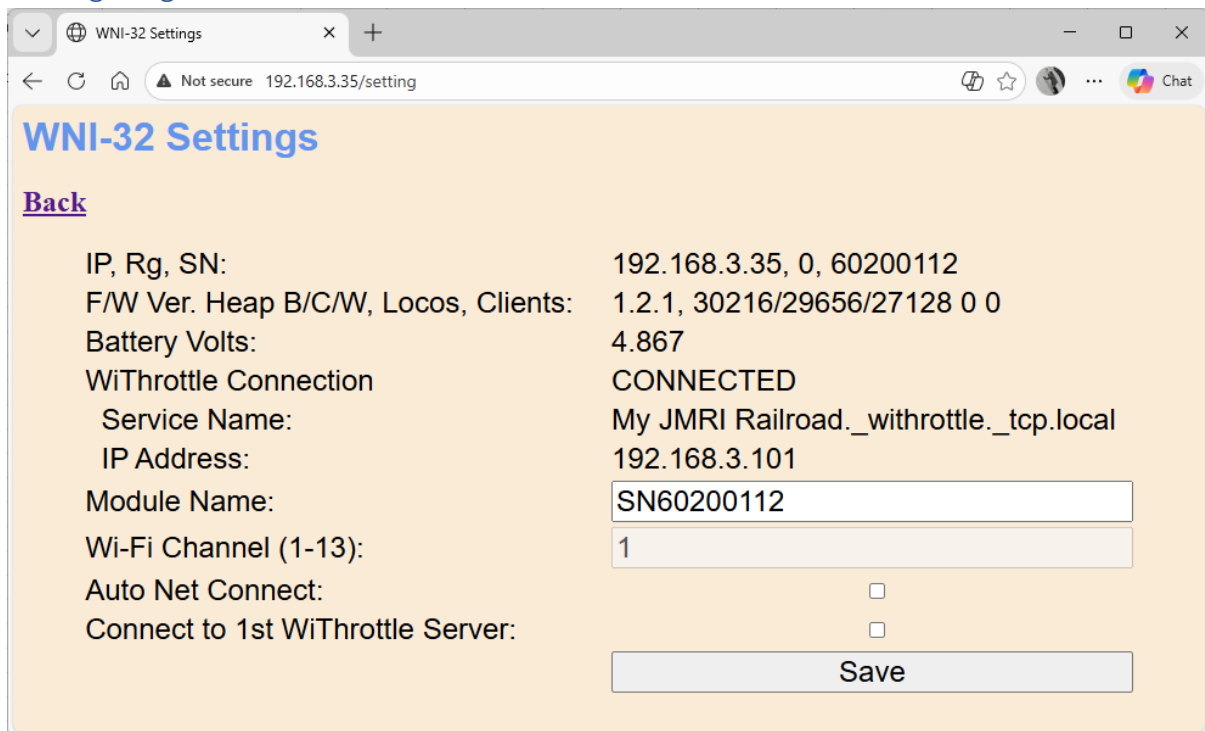 WNI-32 Settings
Not secure 192.168.3.35/setting
Chat
WNI-32 Settings
Back
IP, Rg, SN: 192.168.3.35, 0, 60200112
F/W Ver. Heap B/C/W, Locos, Clients: 1.2.1, 30216/29656/27128 0 0
Battery Volts: 4.867
WiThrottle Connection CONNECTED
Service Name: My JMRI Railroad._withrottle._tcp.local
IP Address: 192.168.3.101
Module Name: SN60200112
Wi-Fi Channel (1-13): 1
Auto Net Connect:
Connect to 1st WiThrottle Server:
Save